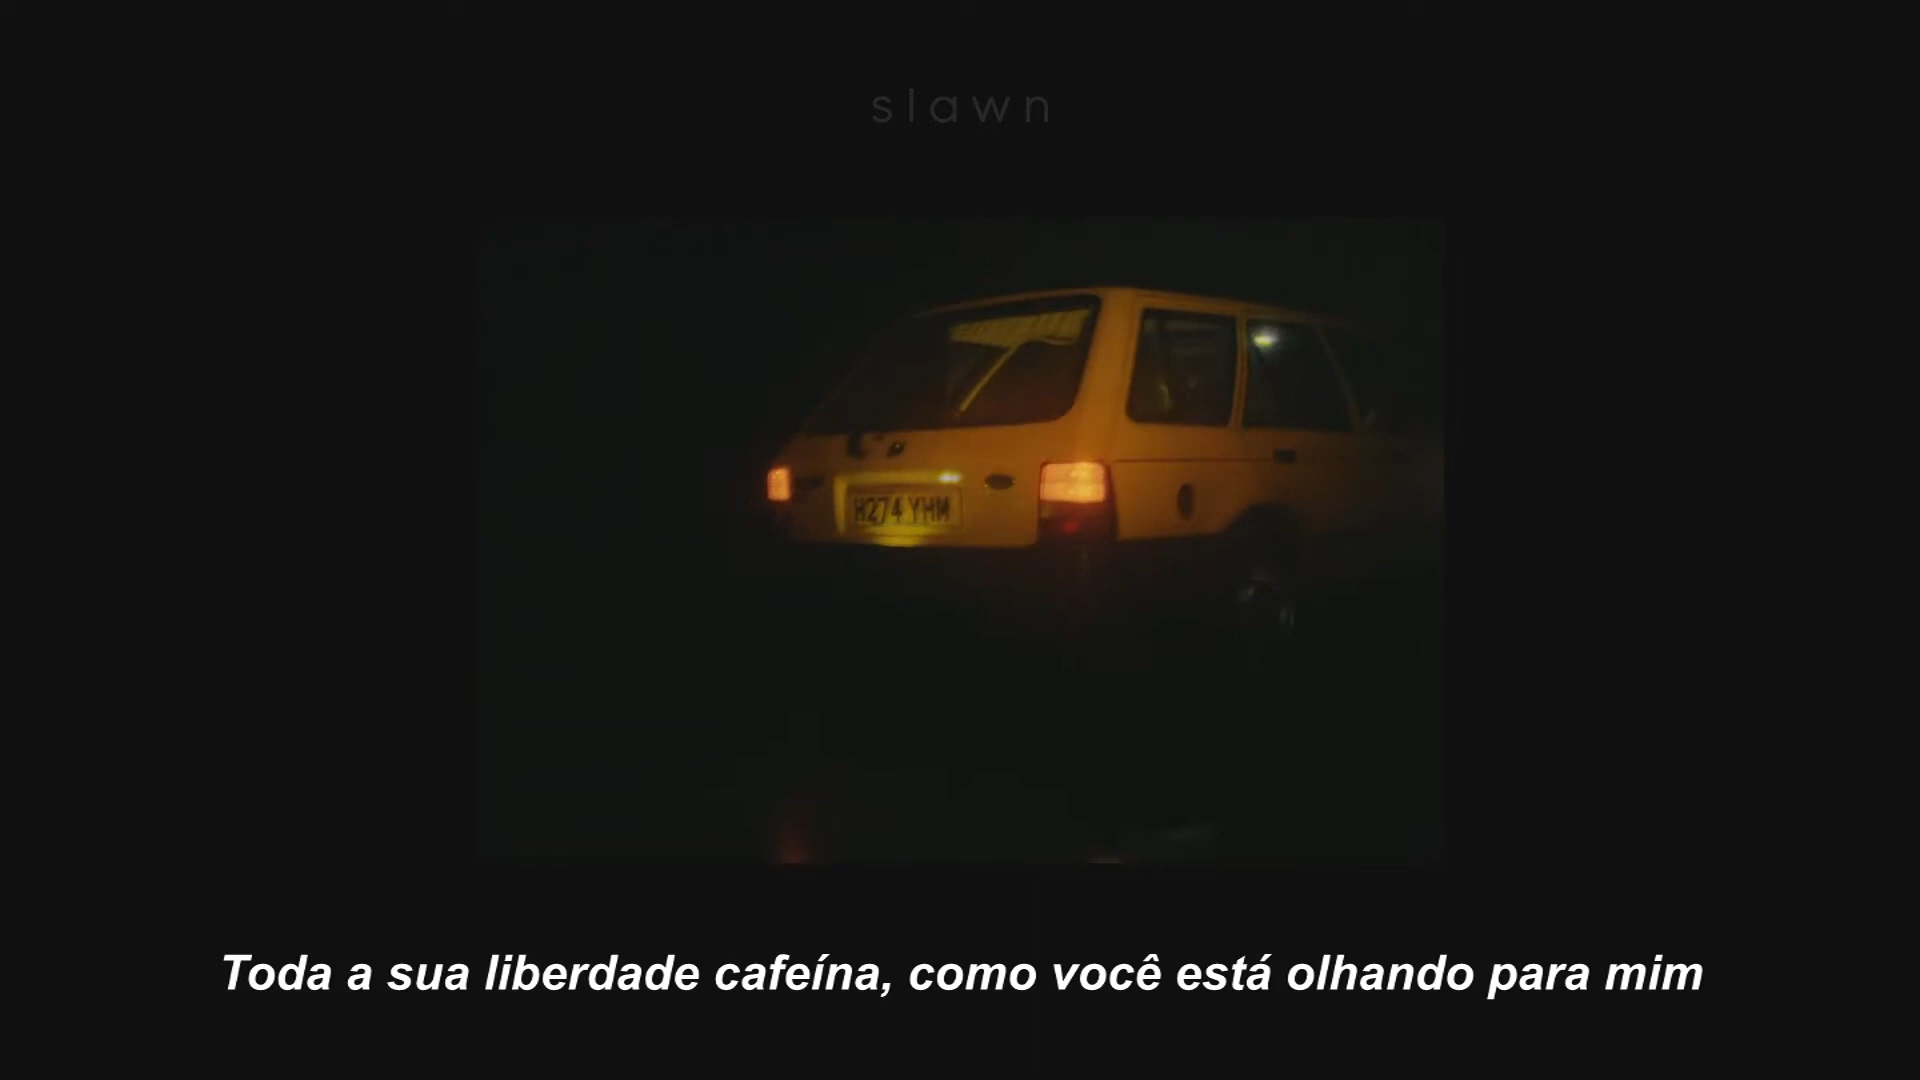 slawn
H274 YHM
Toda a sua liberdade cafeína, como você está olhando para mim